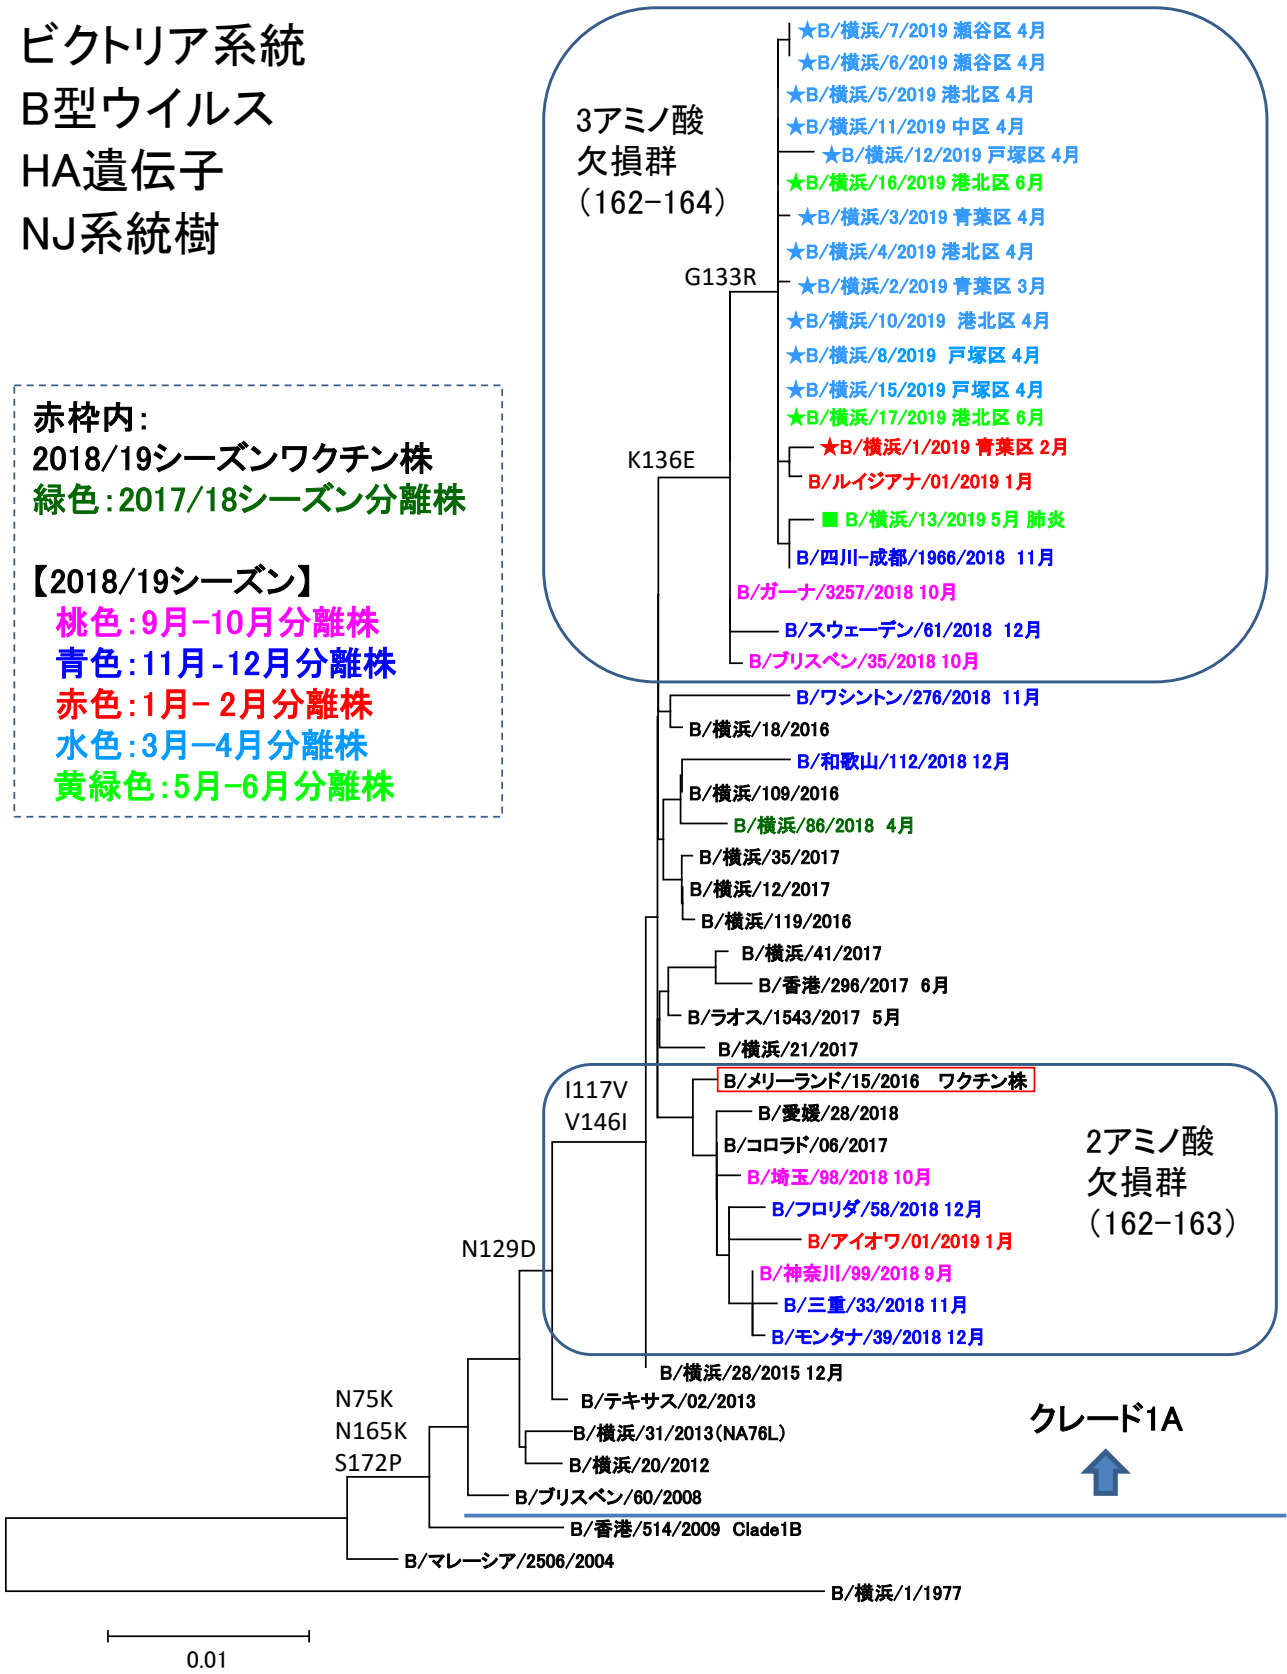 ビクトリア系統
B型ウイルス
HA遺伝子
NJ系統樹
赤枠内：
2018/19シーズンワクチン株
緑色：2017/18シーズン分離株
【2018/19シーズン】
桃色：9月−10月分離株
青色：11月-12月分離株
赤色：1月− 2月分離株
水色：3月−4月分離株
黄緑色：5月−6月分離株
3アミノ酸
欠損群
（162−164）
G133R
K136E
★B/横浜/7/2019 瀬谷区 4月
★B/横浜/6/2019 瀬谷区 4月
★B/横浜/5/2019 港北区 4月
★B/横浜/11/2019 中区 4月
★B/横浜/12/2019 戸塚区 4月
★B/横浜/16/2019 港北区 6月
★B/横浜/3/2019 青葉区 4月
★B/横浜/4/2019 港北区 4月
★B/横浜/2/2019 青葉区 3月
★B/横浜/10/2019 港北区 4月
★B/横浜/8/2019 戸塚区 4月
★B/横浜/15/2019 戸塚区 4月
★B/横浜/17/2019 港北区 6月
★B/横浜/1/2019 青葉区 2月
B/ルイジアナ/01/2019 1月
■ B/横浜/13/2019 5月 肺炎
B/四川−成都/1966/2018 11月
B/ガーナ/3257/2018 10月
B/スウェーデン/61/2018 12月
B/ブリスベン/35/2018 10月
B/ワシントン/276/2018 11月
B/横浜/18/2016
B/和歌山/112/2018 12月
B/横浜/109/2016
B/横浜/86/2018 4月
B/横浜/35/2017
B/横浜/12/2017
B/横浜/119/2016
B/横浜/41/2017
B/香港/296/2017 6月
B/ラオス/1543/2017 5月
B/横浜/21/2017
I117V
V146I
B/メリーランド/15/2016 ワクチン株
B/愛媛/28/2018
B/コロラド/06/2017
B/埼玉/98/2018 10月
B/フロリダ/58/2018 12月
B/アイオワ/01/2019 1月
B/神奈川/99/2018 9月
B/三重/33/2018 11月
B/モンタナ/39/2018 12月
2アミノ酸
欠損群
（162−163）
N129D
B/横浜/28/2015 12月
B/テキサス/02/2013
B/横浜/31/2013（NA76L）
B/横浜/20/2012
B/ブリスベン/60/2008
クレード1A
N75K
N165K
S172P
B/香港/514/2009 Clade1B
B/マレーシア/2506/2004
B/横浜/1/1977
0.01